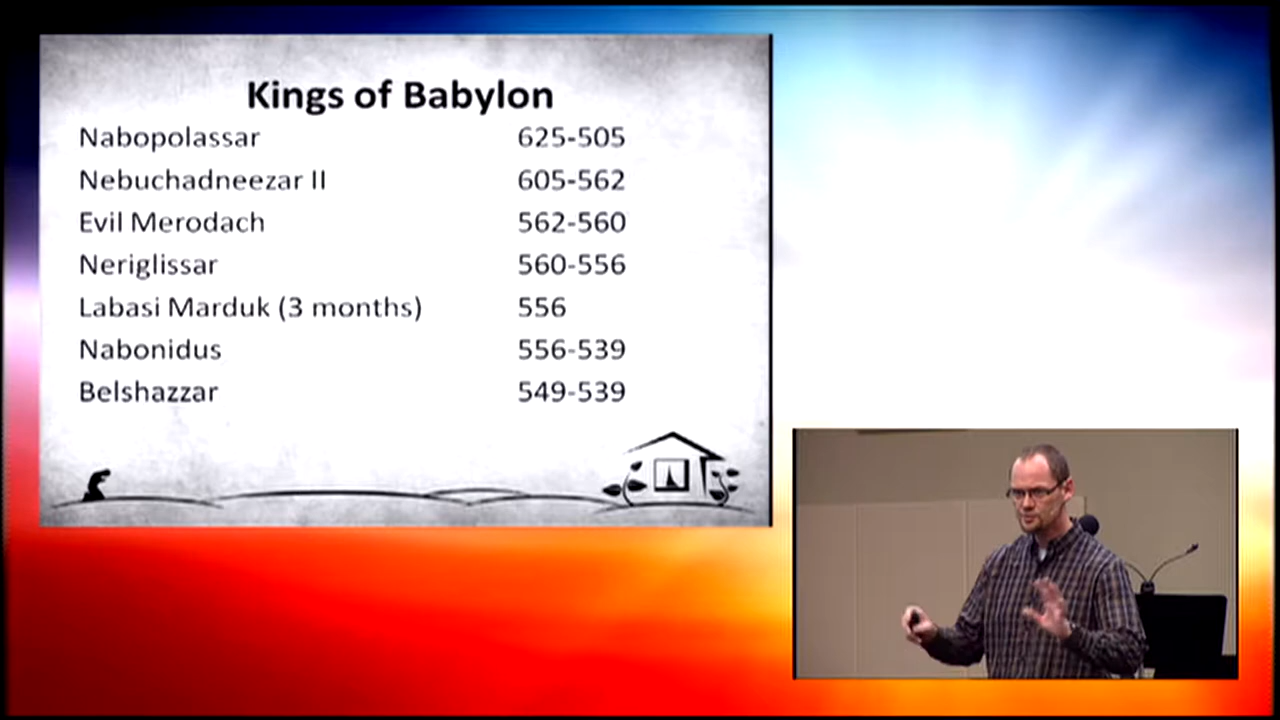 Kings of Babylon
Nabopolassar 625-505
Nebuchadneezar II 605-562
Evil Merodach 562-560
Neriglissar 560-556
Labasi Marduk (3 months) 556
Nabonidus 556-539
Belshazzar 549-539